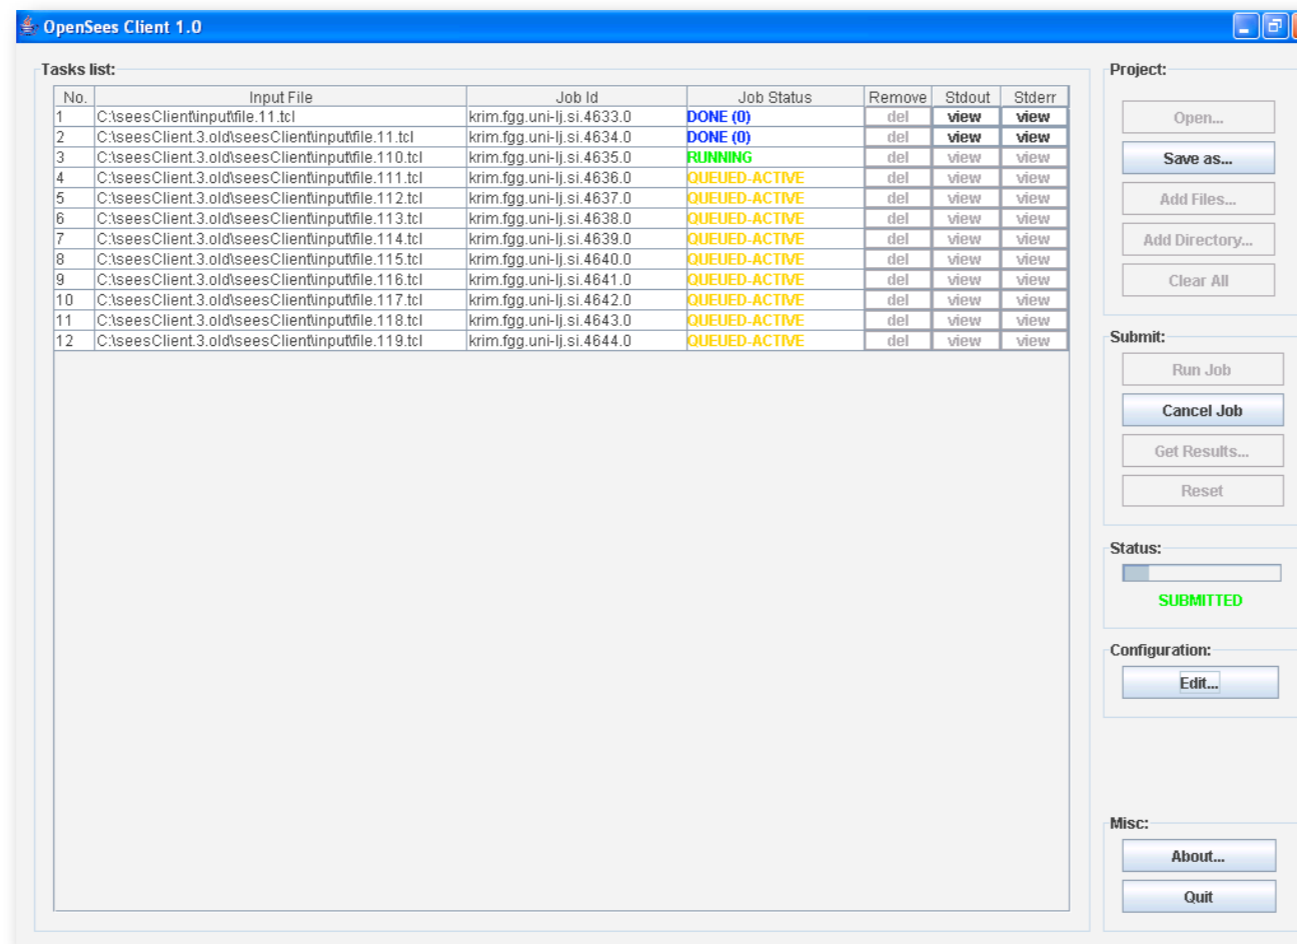 OpenSees Client 1.0
Tasks list:
No. Input File Job Id Job Status Remove Stdout Stderr
1 C:\seesClient\input\file.11.tcl krim.fgg.uni-lj.si.4633.0 DONE (0) del view view
2 C:\seesClient.3.old\seesClient\input\file.11.tcl krim.fgg.uni-lj.si.4634.0 DONE (0) del view view
3 C:\seesClient.3.old\seesClient\input\file.110.tcl krim.fgg.uni-lj.si.4635.0 RUNNING del view view
4 C:\seesClient.3.old\seesClient\input\file.111.tcl krim.fgg.uni-lj.si.4636.0 QUEUED-ACTIVE del view view
5 C:\seesClient.3.old\seesClient\input\file.112.tcl krim.fgg.uni-lj.si.4637.0 QUEUED-ACTIVE del view view
6 C:\seesClient.3.old\seesClient\input\file.113.tcl krim.fgg.uni-lj.si.4638.0 QUEUED-ACTIVE del view view
7 C:\seesClient.3.old\seesClient\input\file.114.tcl krim.fgg.uni-lj.si.4639.0 QUEUED-ACTIVE del view view
8 C:\seesClient.3.old\seesClient\input\file.115.tcl krim.fgg.uni-lj.si.4640.0 QUEUED-ACTIVE del view view
9 C:\seesClient.3.old\seesClient\input\file.116.tcl krim.fgg.uni-lj.si.4641.0 QUEUED-ACTIVE del view view
10 C:\seesClient.3.old\seesClient\input\file.117.tcl krim.fgg.uni-lj.si.4642.0 QUEUED-ACTIVE del view view
11 C:\seesClient.3.old\seesClient\input\file.118.tcl krim.fgg.uni-lj.si.4643.0 QUEUED-ACTIVE del view view
12 C:\seesClient.3.old\seesClient\input\file.119.tcl krim.fgg.uni-lj.si.4644.0 QUEUED-ACTIVE del view view
Project:
Open...
Save as...
Add Files...
Add Directory...
Clear All
Submit:
Run Job
Cancel Job
Get Results...
Reset
Status:
SUBMITTED
Configuration:
Edit...
Misc:
About...
Quit